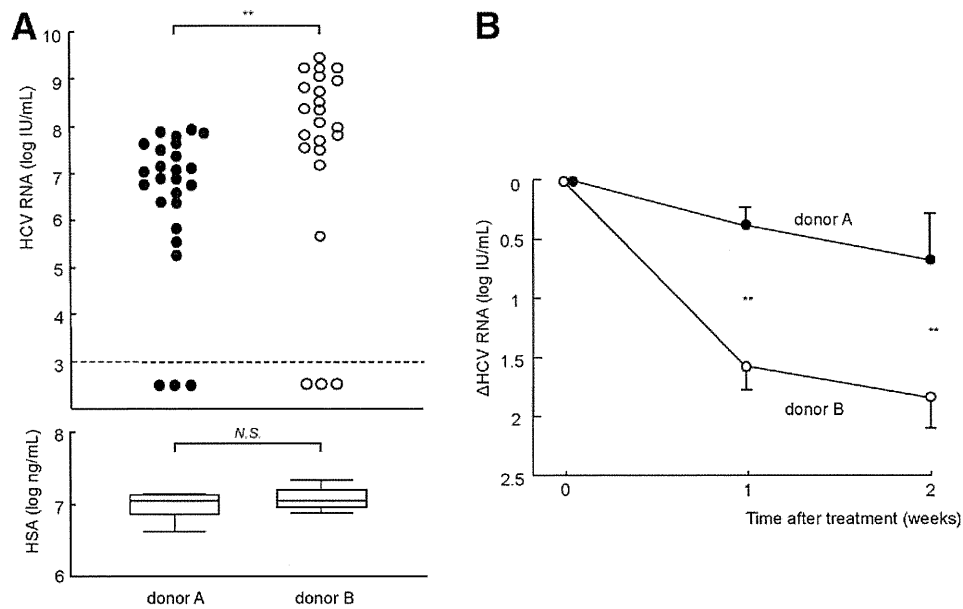 A
**
10
9
8
7
6
5
4
3
HCV RNA (log IU/mL)
8
7
6
HSA (log ng/mL)
N.S.
donor A
donor B
B
0
0.5
1
1.5
2
2.5
ΔHCV RNA (log IU/mL)
donor A
**
**
donor B
0
1
2
Time after treatment (weeks)